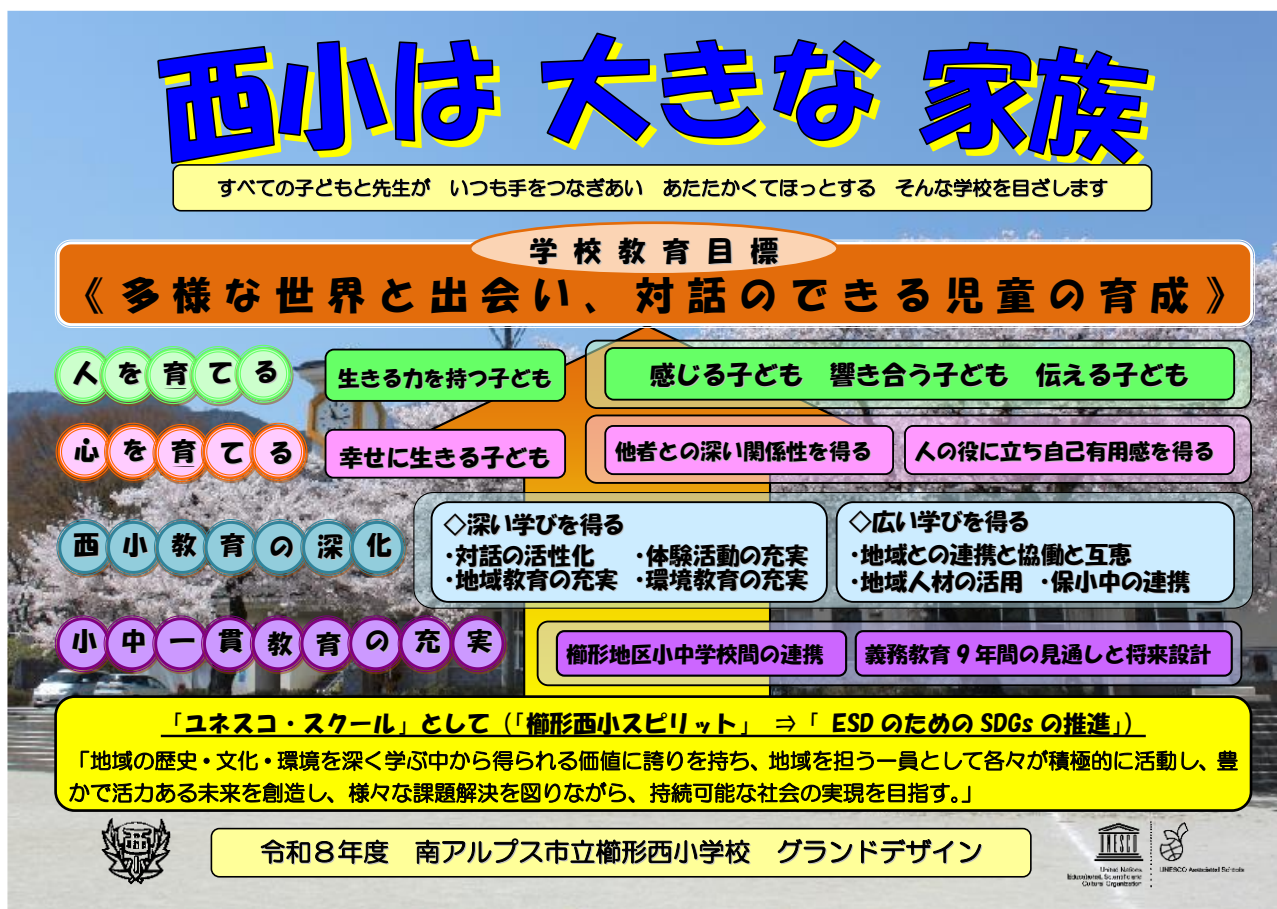 西小は 大きな 家族
すべての子どもと先生が いつも手をつなぎあい あたたかくてほっとする そんな学校を目ざします
学校教育目標
《多様な世界と出会い、対話のできる児童の育成》
人を育てる
生きる力を持つ子ども
感じる子ども 響き合う子ども 伝える子ども
心を育てる
幸せに生きる子ども
他者との深い関係性を得る
人の役に立ち自己有用感を得る
西小教育の深化
◇深い学びを得る
・対話の活性化 ・体験活動の充実
・地域教育の充実 ・環境教育の充実
◇広い学びを得る
・地域との連携と協働と互恵
・地域人材の活用 ・保小中の連携
小中一貫教育の充実
櫛形地区小中学校間の連携
義務教育9年間の見通しと将来設計
「ユネスコ・スクール」として(「櫛形西小スピリット」 ⇒「 ESDのためのSDGsの推進」)
「地域の歴史・文化・環境を深く学ぶ中から得られる価値に誇りを持ち、地域を担う一員として各々が積極的に活動し、豊
かで活力ある未来を創造し、様々な課題解決を図りながら、持続可能な社会の実現を目指す。」
令和8年度 南アルプス市立櫛形西小学校 グランドデザイン
UNESCO
United Nations
Educational, Scientific and
Cultural Organization
UNESCO Associated Schools